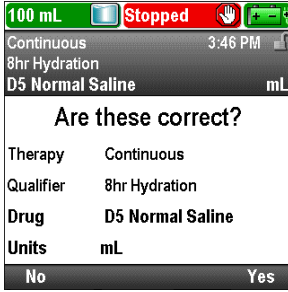 100 mL Stopped
Continuous 3:46 PM
8hr Hydration
D5 Normal Saline mL
Are these correct?
Therapy Continuous
Qualifier 8hr Hydration
Drug D5 Normal Saline
Units mL
No Yes